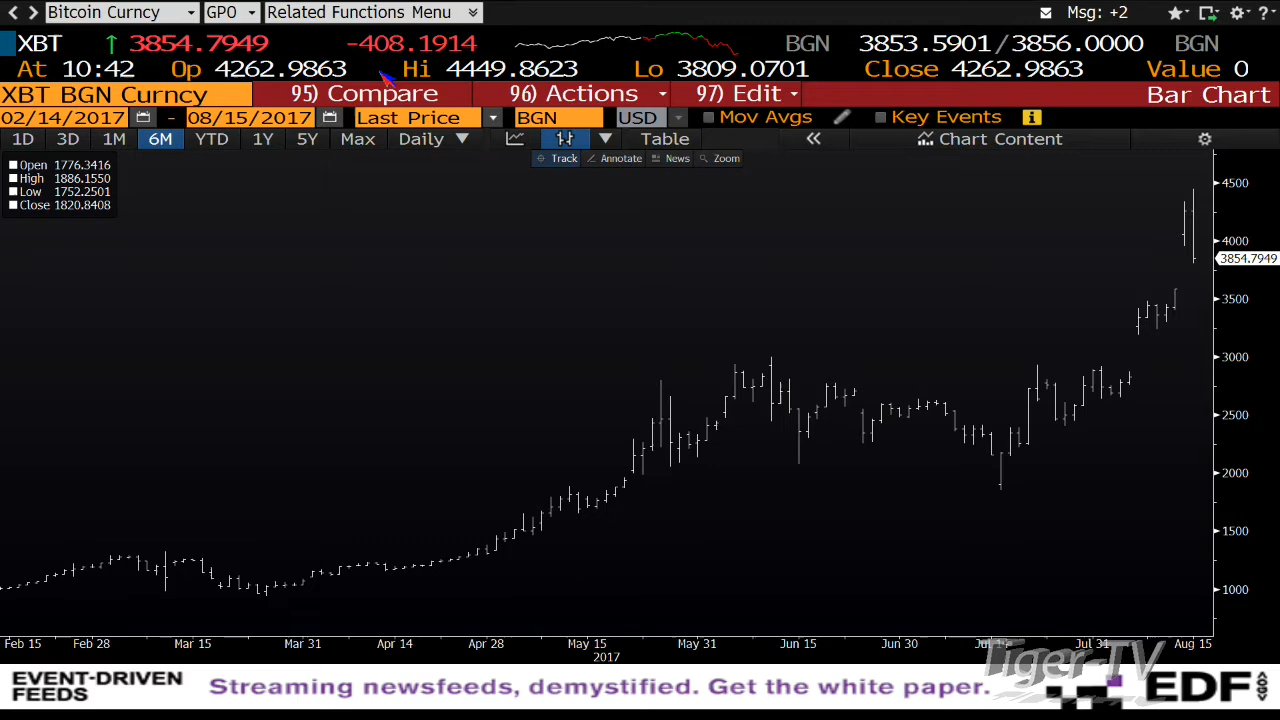 Bitcoin Curncy GPO Related Functions Menu Msg: +2
XBT 3854.7949 -408.1914 BGN 3853.5901/3856.0000 BGN
At 10:42 Op 4262.9863 Hi 4449.8623 Lo 3809.0701 Close 4262.9863 Value 0
XBT BGN Curncy 95) Compare 96) Actions 97) Edit Bar Chart
02/14/2017 - 08/15/2017 Last Price BGN USD Mov Avgs Key Events
1D 3D 1M 6M YTD 1Y 5Y Max Daily Table « Chart Content
Track Annotate News Zoom
Open 1776.3416
High 1886.1550
Low 1752.2501
Close 1820.8408
4500
4000
3854.7949
3500
3000
2500
2000
1500
1000
Feb 15 Feb 28 Mar 15 Mar 31 Apr 14 Apr 28 May 15 May 31 Jun 15 Jun 30 Jul 31 Aug 15
2017
Tiger-TV
EVENT-DRIVEN
FEEDS
Streaming newsfeeds, demystified. Get the white paper.
EDF